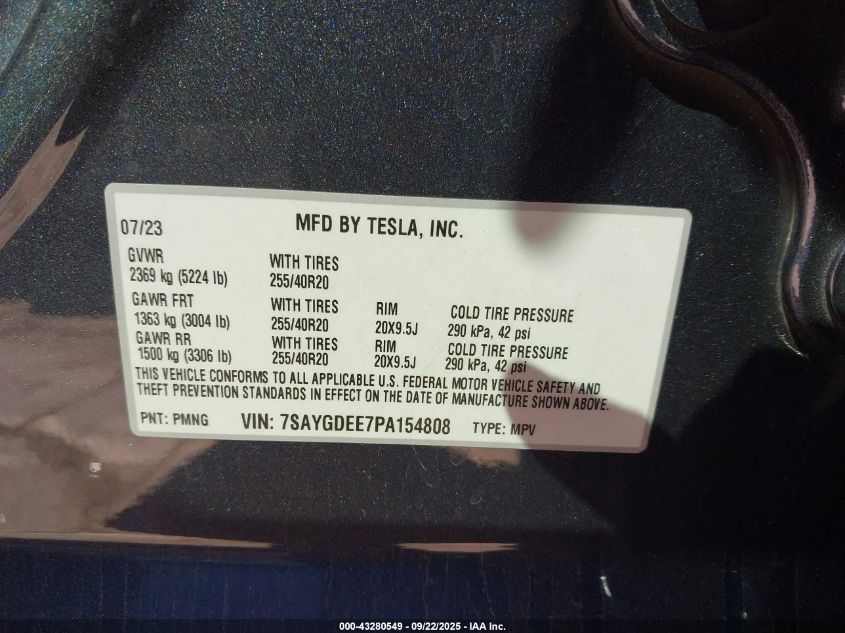 07/23 MFD BY TESLA, INC.
GVWR
2369 kg (5224 lb)
WITH TIRES
255/40R20
GAWR FRT
1363 kg (3004 lb)
WITH TIRES
255/40R20
RIM
20X9.5J
COLD TIRE PRESSURE
290 kPa, 42 psi
GAWR RR
1500 kg (3306 lb)
WITH TIRES
255/40R20
RIM
20X9.5J
COLD TIRE PRESSURE
290 kPa, 42 psi
THIS VEHICLE CONFORMS TO ALL APPLICABLE U.S. FEDERAL MOTOR VEHICLE SAFETY AND
THEFT PREVENTION STANDARDS IN EFFECT ON THE DATE OF MANUFACTURE SHOWN ABOVE.
PNT: PMNG VIN: 7SAYGDEE7PA154808 TYPE: MPV
000-43280549 - 09/22/2025 - IAA Inc.